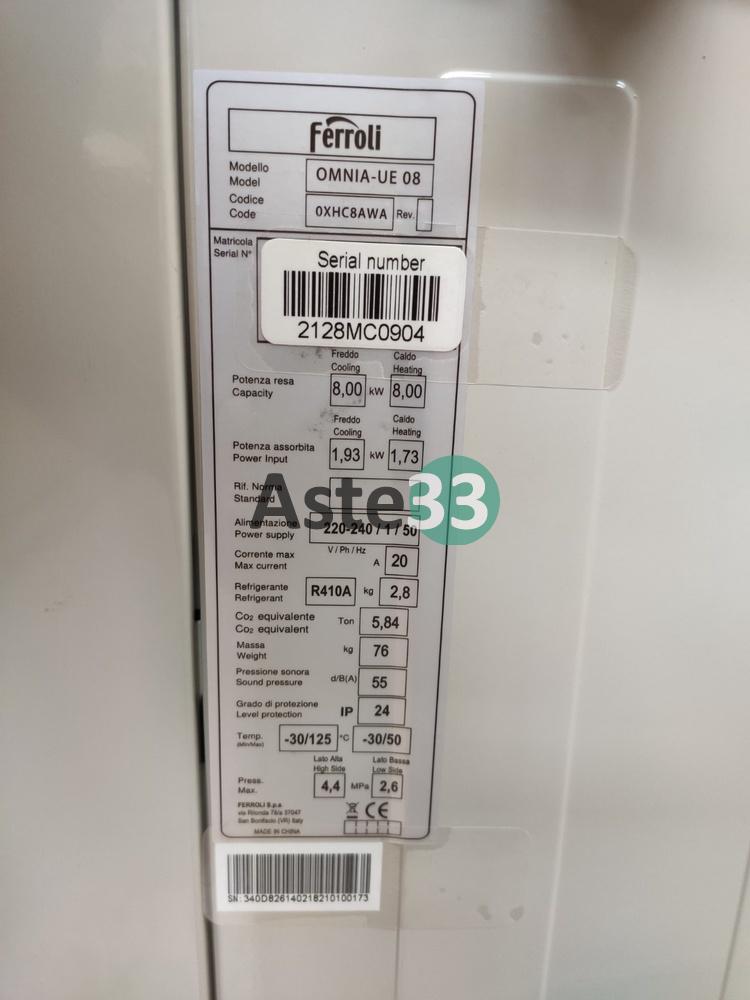 Ferroli
Modello
Model
OMNIA-UE 08
Codice
Code
0XHC8AWA
Rev.
Matricola
Serial N°
Serial number
2128MC0904
Freddo
Cooling
Caldo
Heating
Potenza resa
Capacity
8,00 kW 8,00
Freddo
Cooling
Caldo
Heating
Potenza assorbita
Power Input
1,93 kW 1,73
Rif. Norma
Standard
Aste33
Alimentazione
Power supply
220-240 / 1 / 50
V / Ph / Hz
Corrente max
Max current
A 20
Refrigerante
Refrigerant
R410A kg 2,8
Co2 equivalente
Co2 equivalent
Ton 5,84
Massa
Weight
kg 76
Pressione sonora
Sound pressure
d/B(A) 55
Grado di protezione
Level protection
IP 24
Temp.
(Min/Max)
-30/125 °C -30/50
Lato Alta
High Side
Lato Bassa
Low Side
Press.
Max.
4,4 MPa 2,6
FERROLI S.p.a
via Ritonda 78/a 37047
San Bonifacio (VR) Italy
MADE IN CHINA
CE
SN: 340D826140218210100173